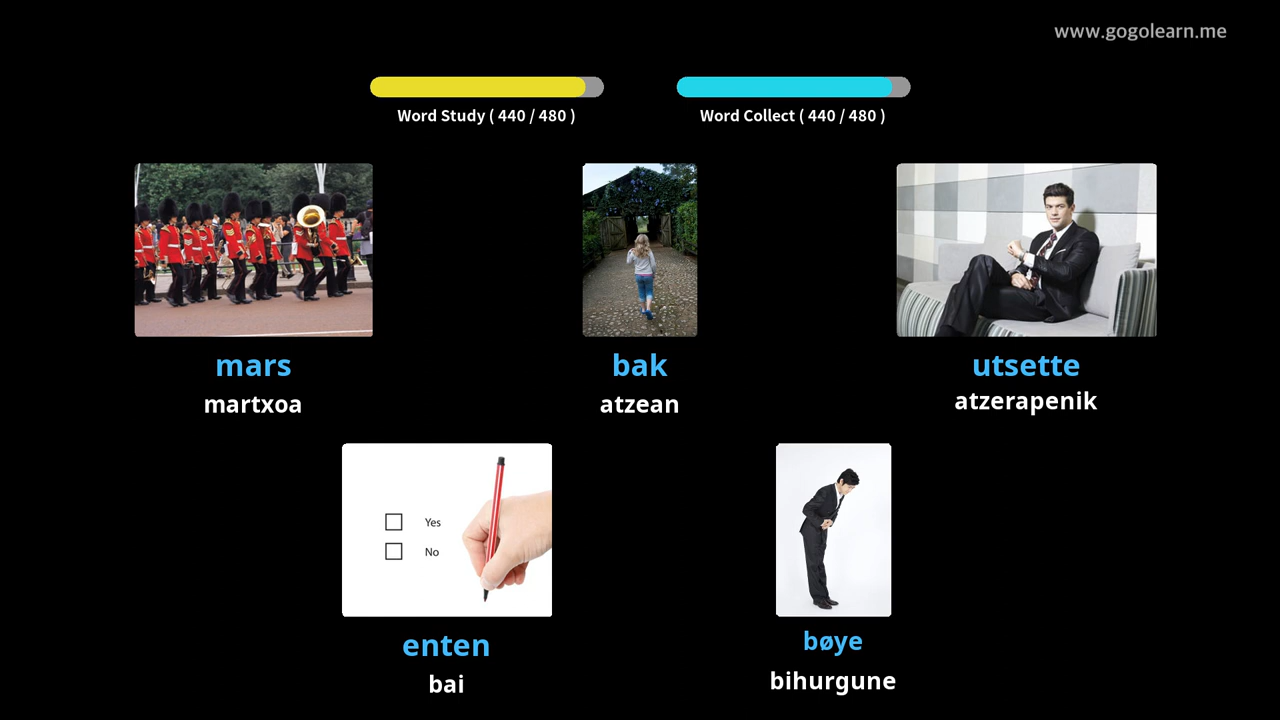 www.gogolearn.me
Word Study ( 440 / 480 )
Word Collect ( 440 / 480 )
mars
martxoa
bak
atzean
utsette
atzerapenik
Yes
No
enten
bai
bøye
bihurgune